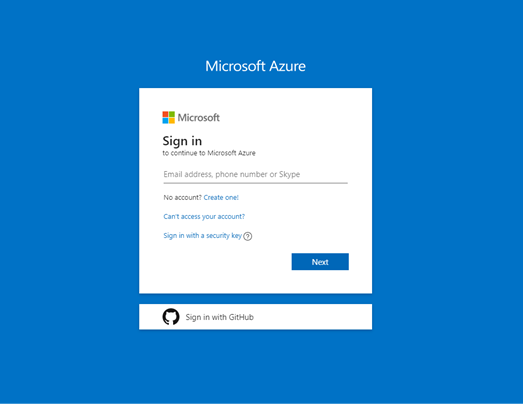 Microsoft Azure
Microsoft
Sign in
to continue to Microsoft Azure
Email address, phone number or Skype
No account? Create one!
Can't access your account?
Sign in with a security key ?
Next
Sign in with GitHub